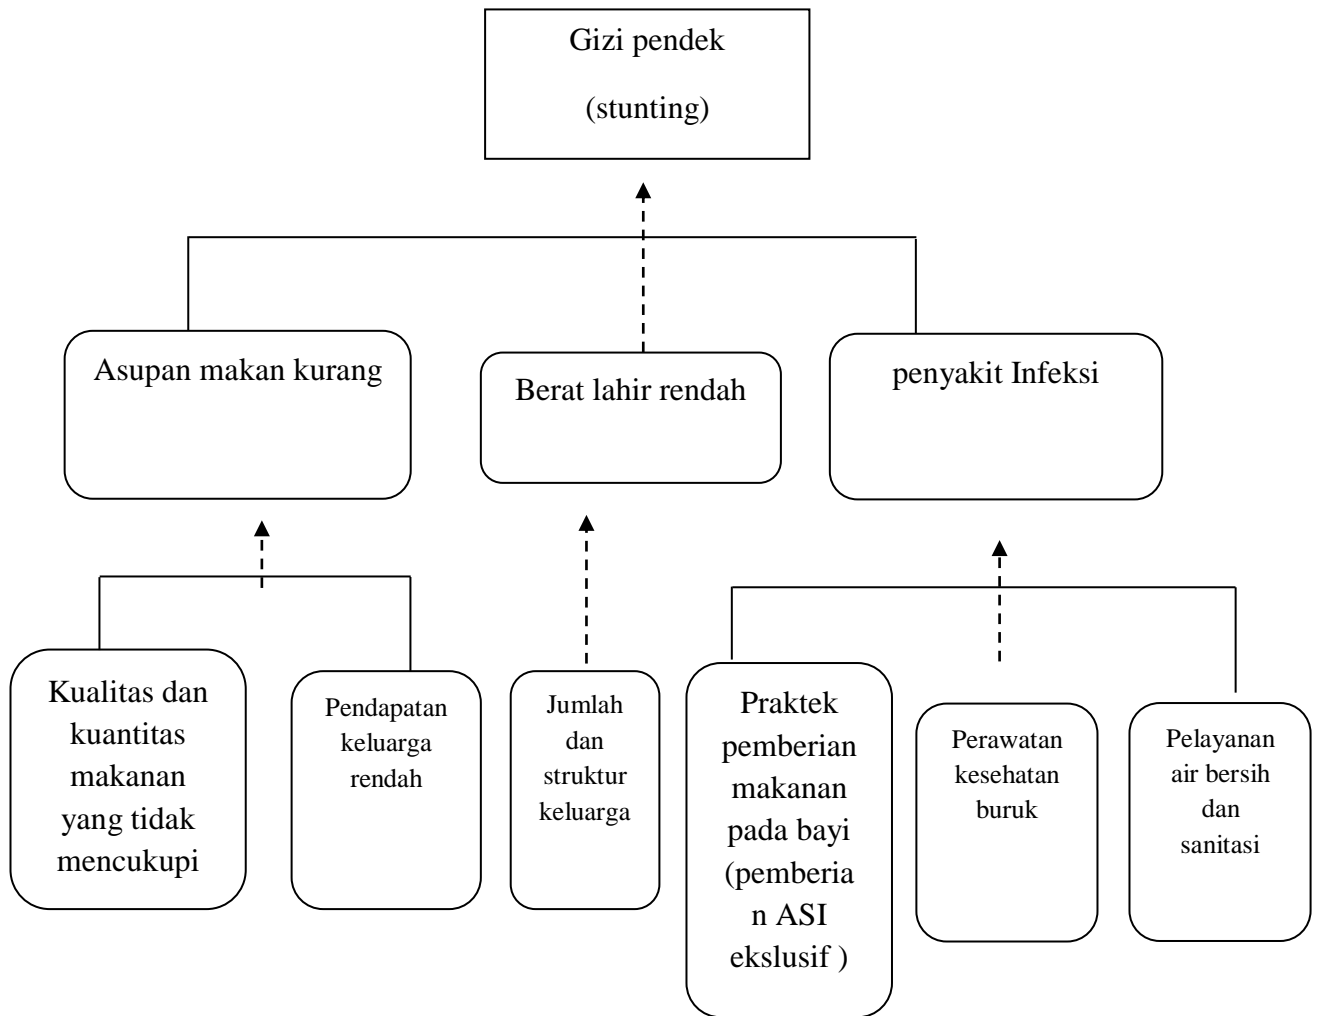 Gizi pendek
(stunting)
Asupan makan kurang
Berat lahir rendah
penyakit Infeksi
Kualitas dan
kuantitas
makanan
yang tidak
mencukupi
Pendapatan
keluarga
rendah
Jumlah
dan
struktur
keluarga
Praktek
pemberian
makanan
pada bayi
(pemberia
n ASI
ekslusif )
Perawatan
kesehatan
buruk
Pelayanan
air bersih
dan
sanitasi